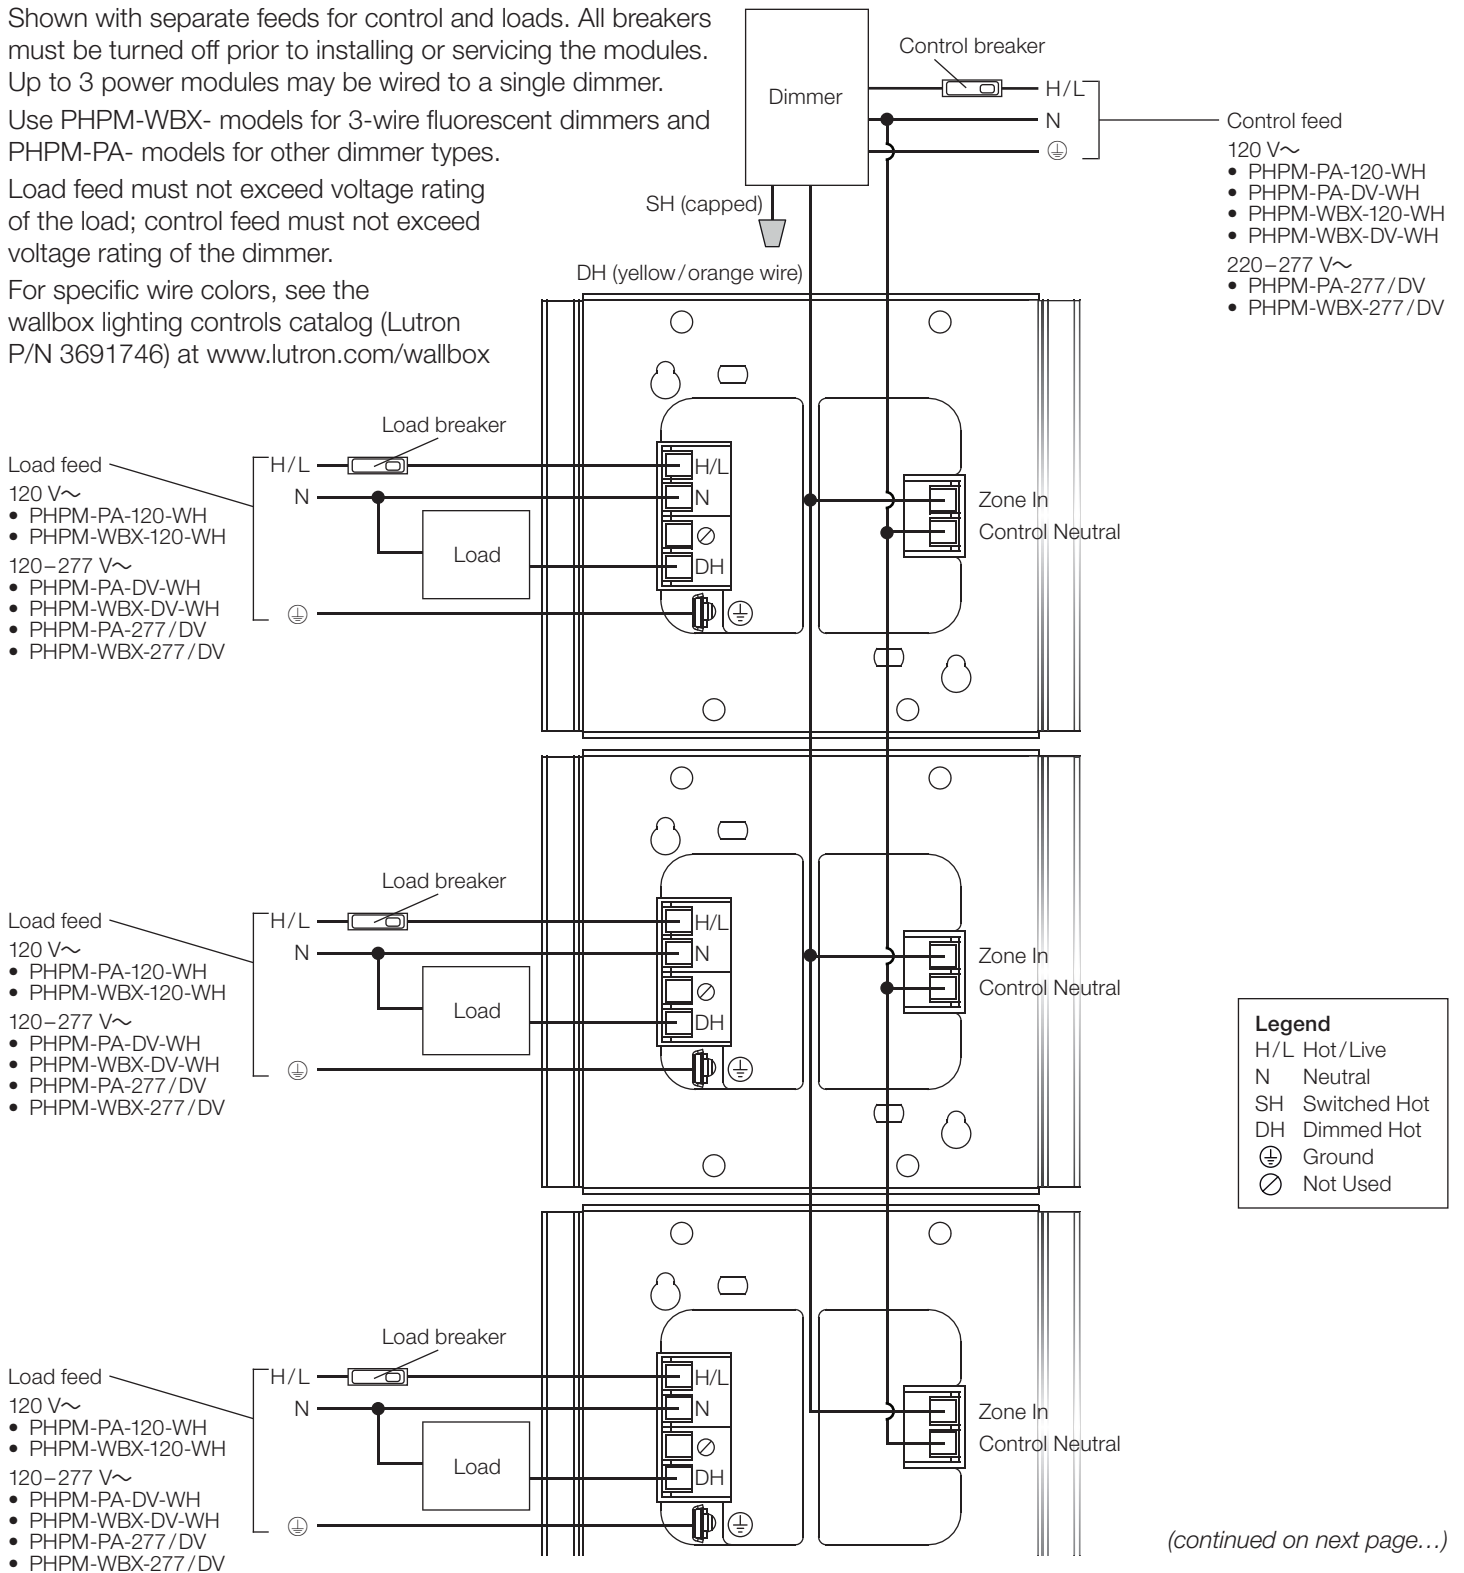 Shown with separate feeds for control and loads. All breakers
must be turned off prior to installing or servicing the modules.
Up to 3 power modules may be wired to a single dimmer.
Use PHPM-WBX- models for 3-wire fluorescent dimmers and
PHPM-PA- models for other dimmer types.
Load feed must not exceed voltage rating
of the load; control feed must not exceed
voltage rating of the dimmer.
For specific wire colors, see the
wallbox lighting controls catalog (Lutron
P/N 3691746) at www.lutron.com/wallbox
Dimmer
Control breaker
H/L
N
Control feed
120 V~
• PHPM-PA-120-WH
• PHPM-PA-DV-WH
• PHPM-WBX-120-WH
• PHPM-WBX-DV-WH
220–277 V~
• PHPM-PA-277/DV
• PHPM-WBX-277/DV
SH (capped)
DH (yellow/orange wire)
Load breaker
Load feed
H/L
N
120 V~
• PHPM-PA-120-WH
• PHPM-WBX-120-WH
120–277 V~
• PHPM-PA-DV-WH
• PHPM-WBX-DV-WH
• PHPM-PA-277/DV
• PHPM-WBX-277/DV
Load
H/L
N
DH
Zone In
Control Neutral
Load breaker
Load feed
H/L
N
120 V~
• PHPM-PA-120-WH
• PHPM-WBX-120-WH
120–277 V~
• PHPM-PA-DV-WH
• PHPM-WBX-DV-WH
• PHPM-PA-277/DV
• PHPM-WBX-277/DV
Load
H/L
N
DH
Zone In
Control Neutral
Legend
H/L Hot/Live
N Neutral
SH Switched Hot
DH Dimmed Hot
Ground
Not Used
Load breaker
Load feed
H/L
N
120 V~
• PHPM-PA-120-WH
• PHPM-WBX-120-WH
120–277 V~
• PHPM-PA-DV-WH
• PHPM-WBX-DV-WH
• PHPM-PA-277/DV
• PHPM-WBX-277/DV
Load
H/L
N
DH
Zone In
Control Neutral
(continued on next page…)